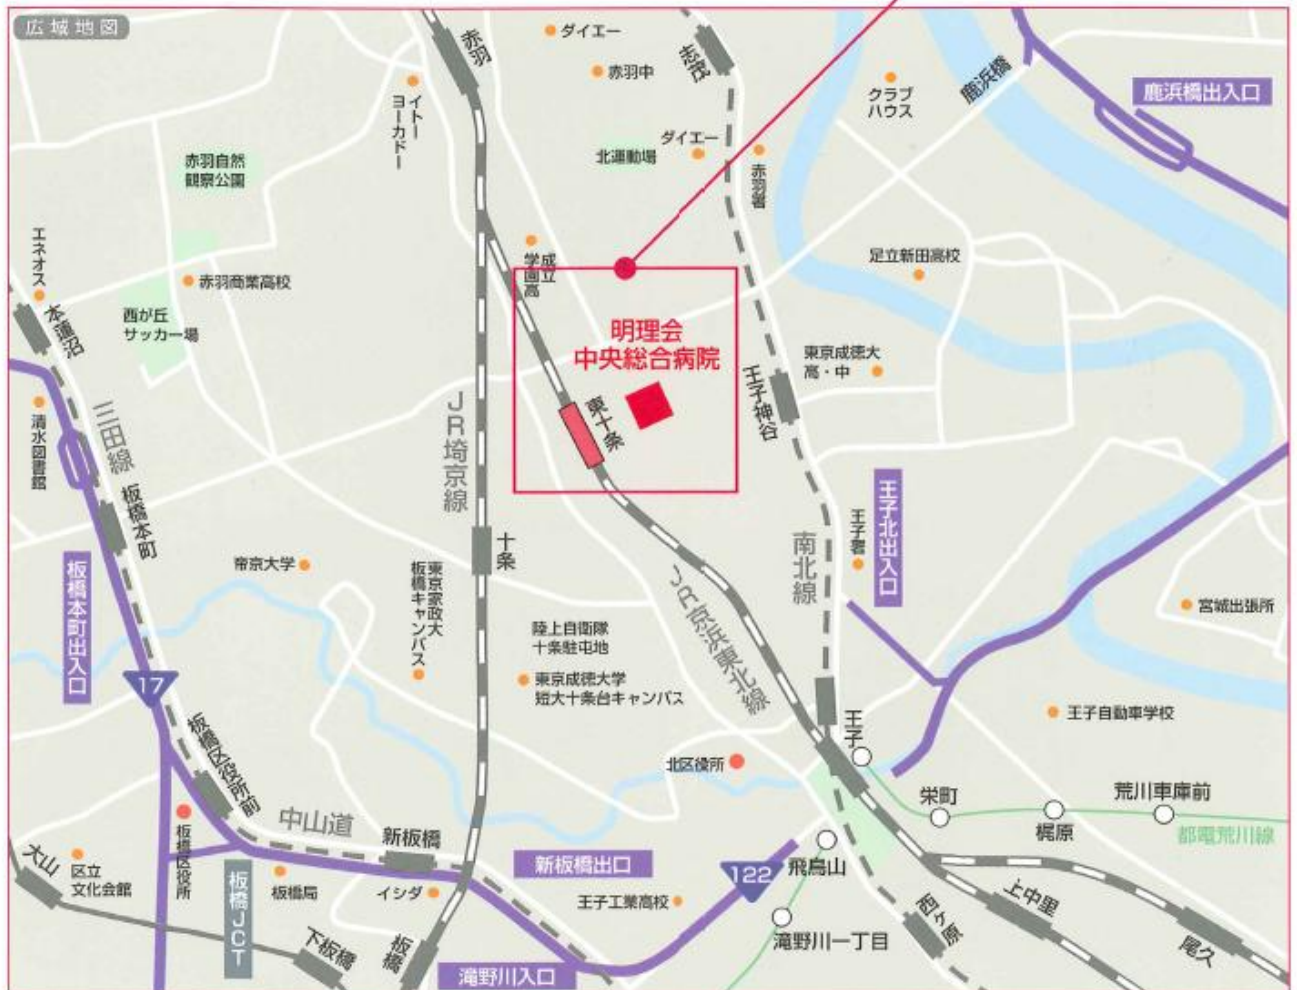 広域地図
赤羽
ダイエー
志茂
赤羽中
イトー
ヨーカドー
クラブ
ハウス
鹿浜橋
鹿浜橋出入口
ダイエー
北運動場
赤羽署
赤羽自然
観察公園
エネオス
成立
学園高
足立新田高校
赤羽商業高校
本蓮沼
西が丘
サッカー場
明理会
中央総合病院
東京成徳大
高・中
王子神谷
東十条
清水図書館
三田線
JR埼京線
板橋本町
王子北出入口
王子署
南北線
十条
帝京大学
東京家政大
板橋キャンパス
板橋本町出入口
JR京浜東北線
宮城出張所
陸上自衛隊
十条駐屯地
東京成徳大学
短大十条台キャンパス
17
王子自動車学校
王子
板橋区役所前
北区役所
栄町
梶原
荒川車庫前
都電荒川線
中山道
新板橋
板橋区役所
大山
区立
文化会館
板橋JCT
板橋局
イシダ
新板橋出口
122
飛鳥山
王子工業高校
滝野川一丁目
西ヶ原
上中里
尾久
下板橋
板橋
滝野川入口